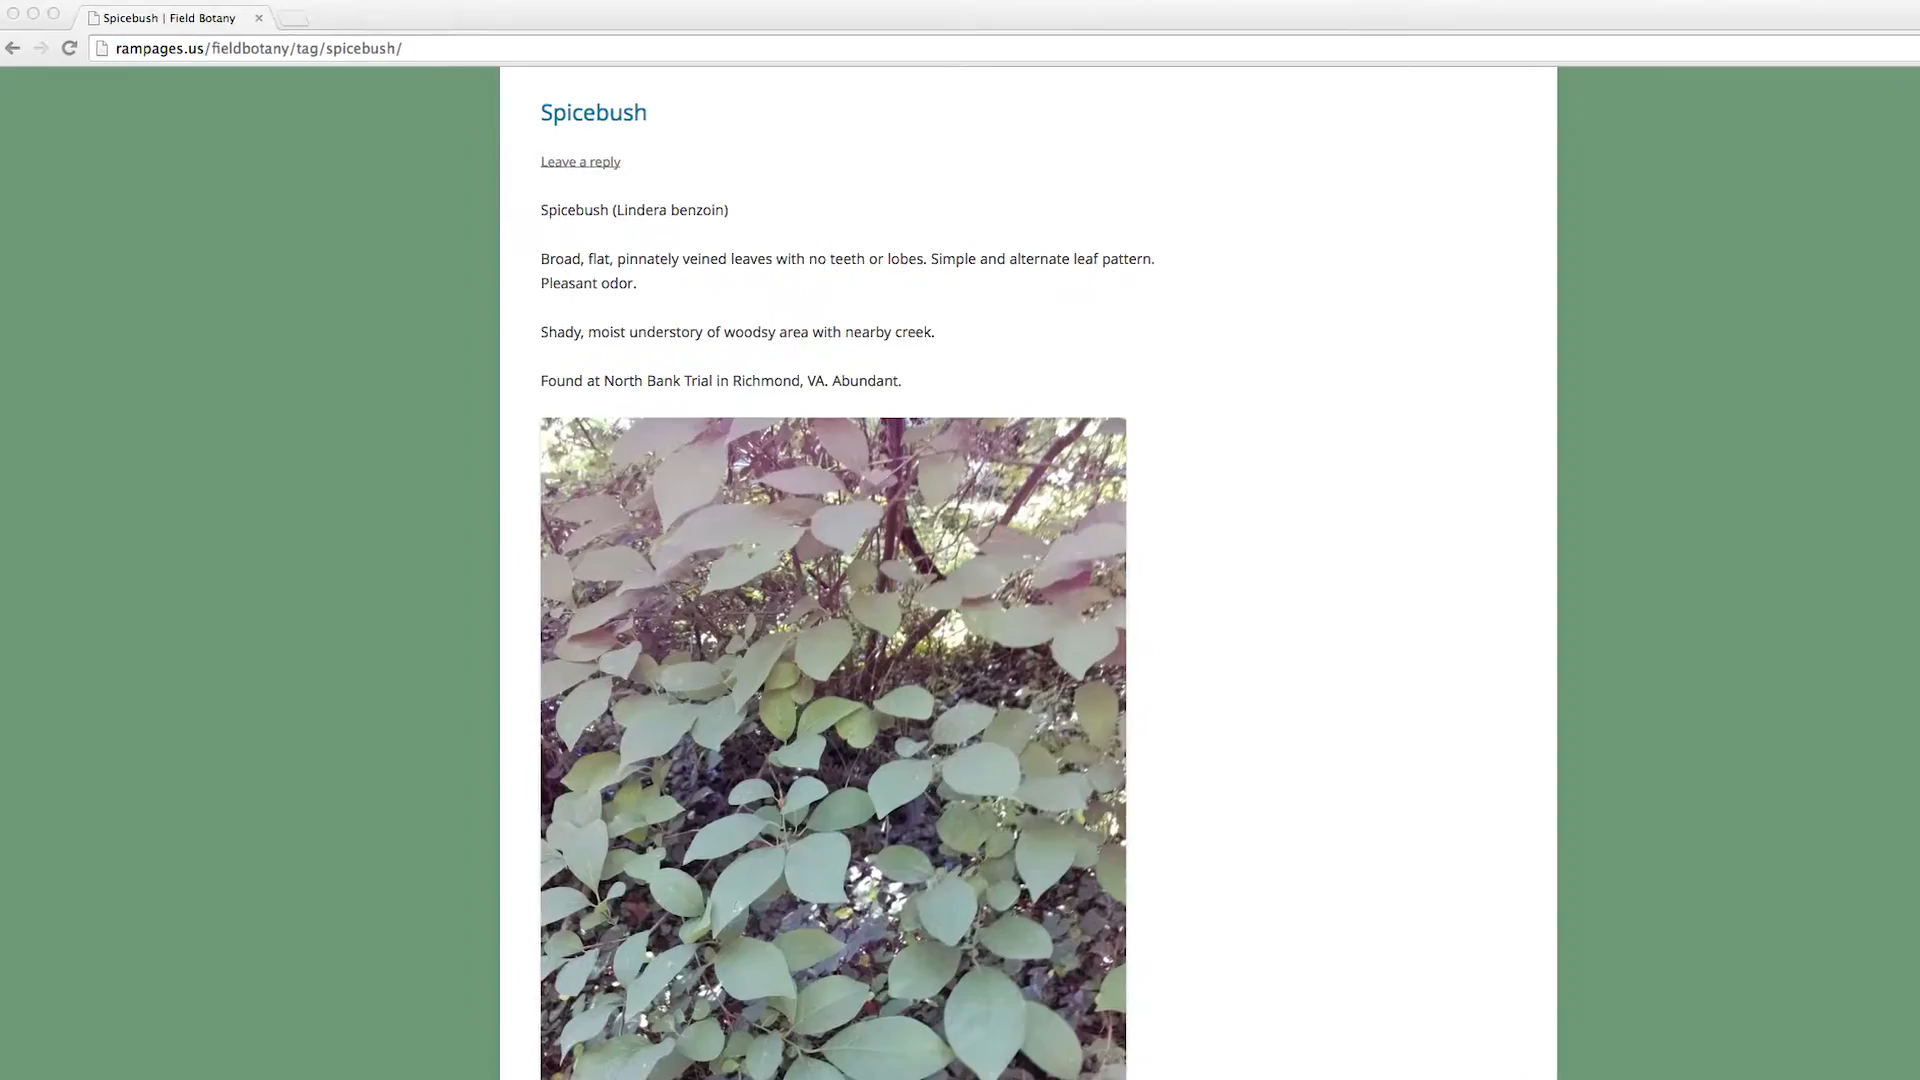 Spicebush | Field Botany
rampages.us/fieldbotany/tag/spicebush/
Spicebush
Leave a reply
Spicebush (Lindera benzoin)
Broad, flat, pinnately veined leaves with no teeth or lobes. Simple and alternate leaf pattern.
Pleasant odor.
Shady, moist understory of woodsy area with nearby creek.
Found at North Bank Trial in Richmond, VA. Abundant.